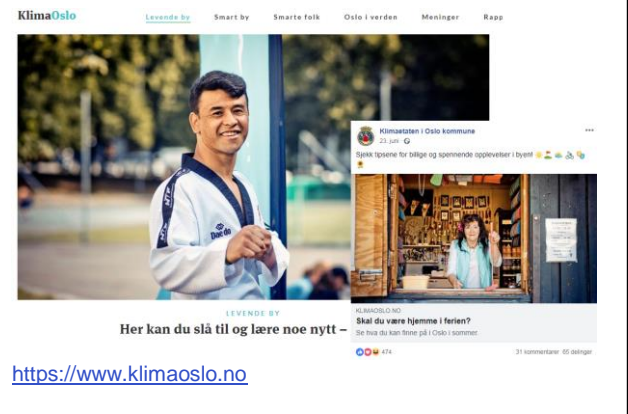 KlimaOslo
Levende by Smart by Smarte folk Oslo i verden Meninger Rapp
Klimaetaten i Oslo kommune
23. juni
Sjekk tipsene for billige og spennende opplevelser i byen!
Daedo
KLIMAOSLO.NO
Skal du være hjemme i ferien?
Se hva du kan finne på i Oslo i sommer.
474 31 kommentarer 65 delinger
LEVENDE BY
Her kan du slå til og lære noe nytt –
https://www.klimaoslo.no